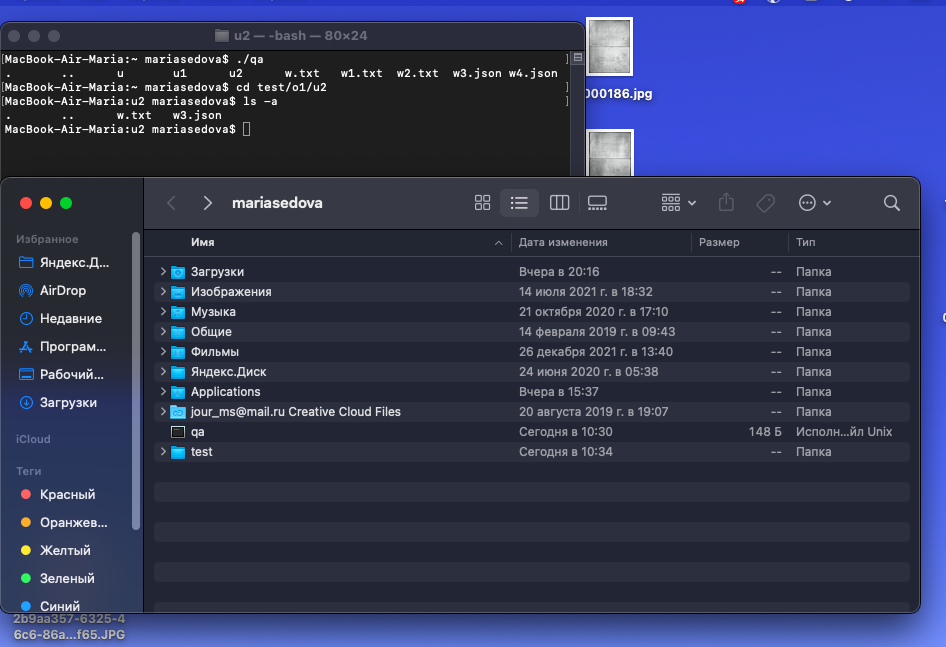 u2 — -bash — 80×24
[MacBook-Air-Maria:~ mariasedova$ ./qa ]
. .. u u1 u2 w.txt w1.txt w2.txt w3.json w4.json
[MacBook-Air-Maria:~ mariasedova$ cd test/o1/u2 ]
[MacBook-Air-Maria:u2 mariasedova$ ls -a ]
. .. w.txt w3.json
MacBook-Air-Maria:u2 mariasedova$
000186.jpg
mariasedova
Избранное
Яндекс.Д...
AirDrop
Недавние
Програм...
Рабочий...
Загрузки
iCloud
Теги
Красный
Оранжев...
Желтый
Зеленый
Синий
Имя Дата изменения Размер Тип
Загрузки Вчера в 20:16 -- Папка
Изображения 14 июля 2021 г. в 18:32 -- Папка
Музыка 21 октября 2020 г. в 17:10 -- Папка
Общие 14 февраля 2019 г. в 09:43 -- Папка
Фильмы 26 декабря 2021 г. в 13:40 -- Папка
Яндекс.Диск 24 июня 2020 г. в 05:38 -- Папка
Applications Вчера в 15:37 -- Папка
jour_ms@mail.ru Creative Cloud Files 20 августа 2019 г. в 19:07 -- Папка
qa Сегодня в 10:30 148 Б Исполн...йл Unix
test Сегодня в 10:34 -- Папка
2b9aa357-6325-4
6c6-86a...f65.JPG